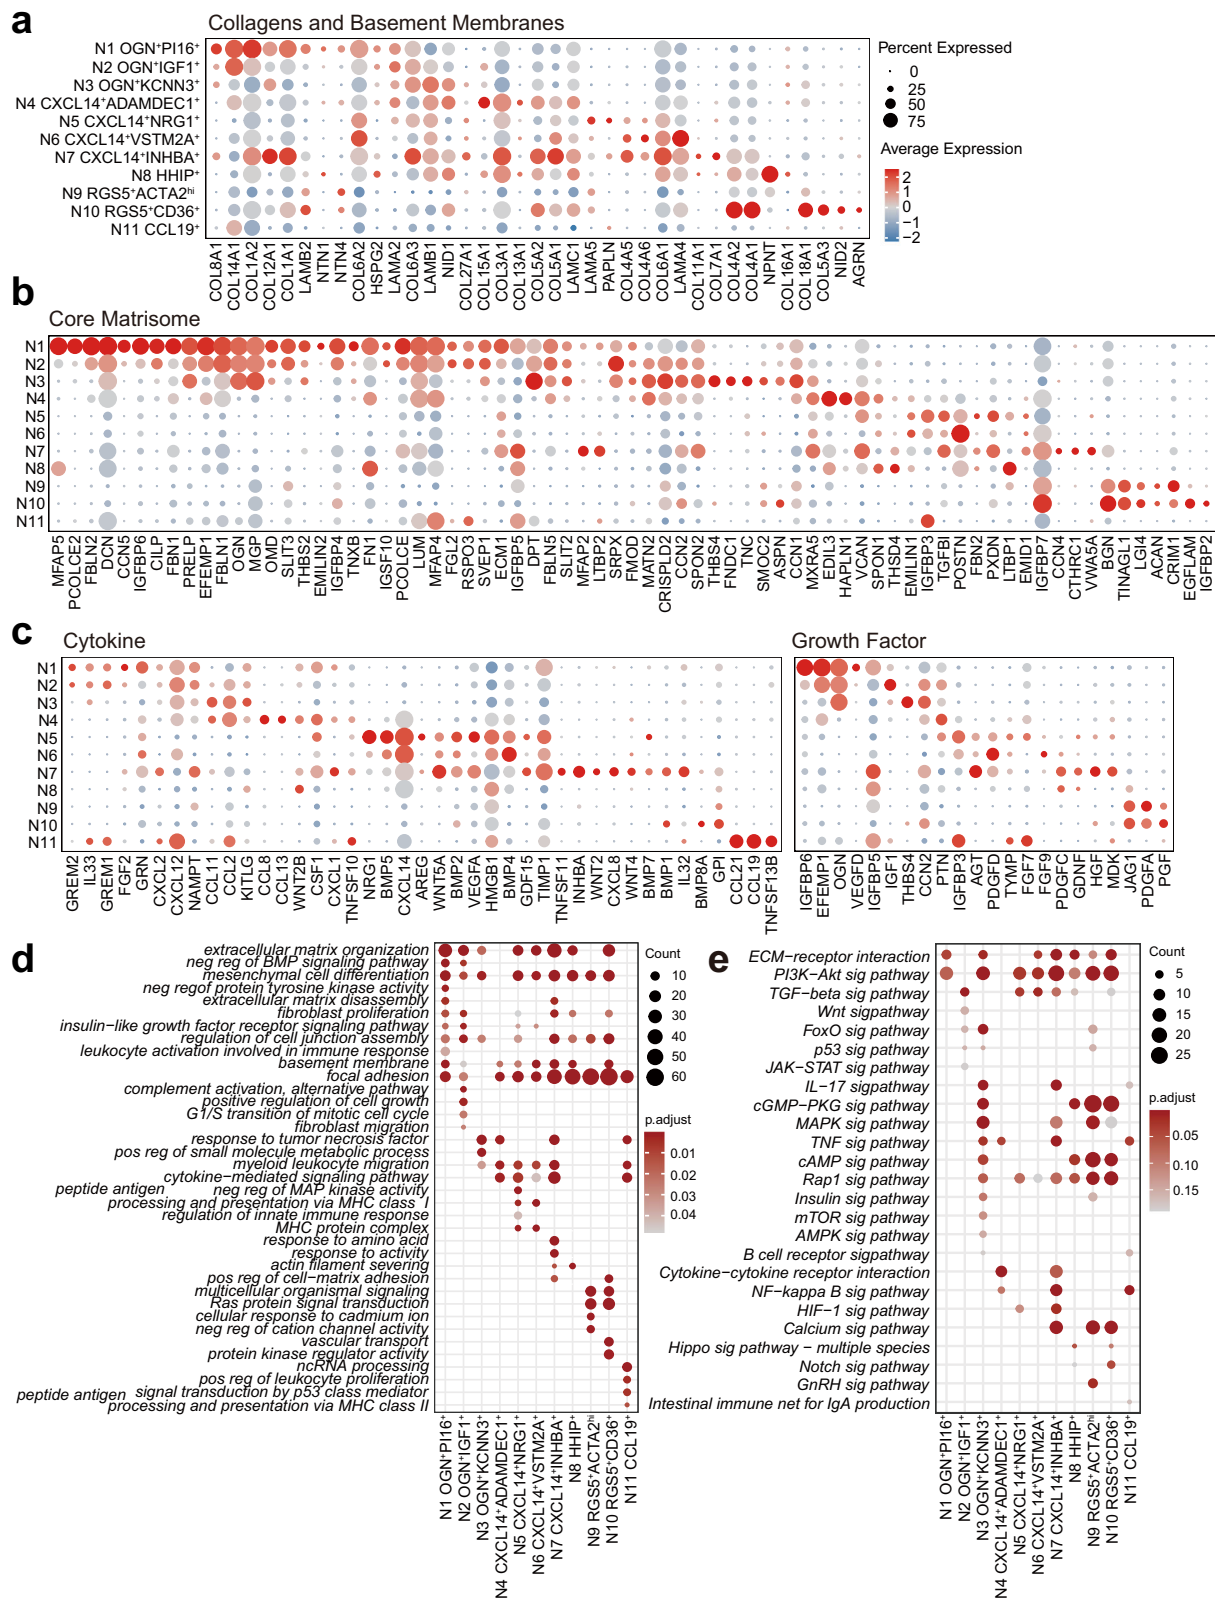 a
Collagens and Basement Membranes
N1 OGN⁺PI16⁺
N2 OGN⁺IGF1⁺
N3 OGN⁺KCNN3⁺
N4 CXCL14⁺ADAMDEC1⁺
N5 CXCL14⁺NRG1⁺
N6 CXCL14⁺VSTM2A⁺
N7 CXCL14⁺INHBA⁺
N8 HHIP⁺
N9 RGS5⁺ACTA2ʰⁱ
N10 RGS5⁺CD36⁺
N11 CCL19⁺
COL8A1
COL14A1
COL1A2
COL12A1
COL1A1
LAMB2
NTN1
NTN4
COL6A2
HSPG2
LAMA2
COL6A3
LAMB1
NID1
COL27A1
COL15A1
COL3A1
COL13A1
COL5A2
COL5A1
LAMC1
LAMA5
PAPLN
COL4A5
COL4A6
COL6A1
LAMA4
COL11A1
COL7A1
COL4A2
COL4A1
NPNT
COL16A1
COL18A1
COL5A3
NID2
AGRN
Percent Expressed
0
25
50
75
Average Expression
2
1
0
−1
−2
b
Core Matrisome
N1
N2
N3
N4
N5
N6
N7
N8
N9
N10
N11
MFAP5
PCOLCE2
FBLN2
DCN
CCN5
IGFBP6
CILP
FBN1
PRELP
EFEMP1
FBLN1
OGN
MGP
OMD
SLIT3
THBS2
EMILIN2
IGFBP4
TNXB
FN1
IGSF10
PCOLCE
LUM
MFAP4
FGL2
RSPO3
SVEP1
ECM1
IGFBP5
DPT
FBLN5
SLIT2
MFAP2
LTBP2
SRPX
FMOD
MATN2
CRISPLD2
CCN2
SPON2
THBS4
FNDC1
TNC
SMOC2
ASPN
CCN1
MXRA5
EDIL3
HAPLN1
VCAN
SPON1
THSD4
EMILIN1
IGFBP3
TGFBI
POSTN
FBN2
PXDN
EMID1
LTBP1
IGFBP7
CCN4
CTHRC1
VWA5A
BGN
TINAGL1
LGI4
ACAN
CRIM1
EGFLAM
IGFBP2
c
Cytokine
N1
N2
N3
N4
N5
N6
N7
N8
N9
N10
N11
GREM2
IL33
GREM1
FGF2
GRN
CXCL2
CXCL12
NAMPT
CCL11
CCL2
KITLG
CCL8
CCL13
WNT2B
CSF1
CXCL1
TNFSF10
NRG1
BMP5
CXCL14
AREG
WNT5A
BMP2
VEGFA
HMGB1
BMP4
GDF15
TIMP1
TNFSF11
INHBA
WNT2
CXCL8
WNT4
BMP7
BMP1
IL32
BMP8A
GPI
CCL21
CCL19
TNFSF13B
Growth Factor
IGFBP6
EFEMP1
OGN
VEGFD
IGFBP5
IGF1
THBS4
CCN2
PTN
IGFBP3
AGT
PDGFD
TYMP
FGF7
FGF9
PDGFC
GDNF
HGF
MDK
JAG1
PDGFA
PGF
d
extracellular matrix organization
neg reg of BMP signaling pathway
mesenchymal cell differentiation
neg regof protein tyrosine kinase activity
extracellular matrix disassembly
fibroblast proliferation
insulin−like growth factor receptor signaling pathway
regulation of cell junction assembly
leukocyte activation involved in immune response
basement membrane
focal adhesion
complement activation, alternative pathway
positive regulation of cell growth
G1/S transition of mitotic cell cycle
fibroblast migration
response to tumor necrosis factor
pos reg of small molecule metabolic process
myeloid leukocyte migration
cytokine−mediated signaling pathway
peptide antigen neg reg of MAP kinase activity
processing and presentation via MHC class I
regulation of innate immune response
MHC protein complex
response to amino acid
response to activity
actin filament severing
pos reg of cell−matrix adhesion
multicellular organismal signaling
Ras protein signal transduction
cellular response to cadmium ion
neg reg of cation channel activity
vascular transport
protein kinase regulator activity
ncRNA processing
pos reg of leukocyte proliferation
peptide antigen signal transduction by p53 class mediator
processing and presentation via MHC class II
N1 OGN⁺PI16⁺
N2 OGN⁺IGF1⁺
N3 OGN⁺KCNN3⁺
N4 CXCL14⁺ADAMDEC1⁺
N5 CXCL14⁺NRG1⁺
N6 CXCL14⁺VSTM2A⁺
N7 CXCL14⁺INHBA⁺
N8 HHIP⁺
N9 RGS5⁺ACTA2ʰⁱ
N10 RGS5⁺CD36⁺
N11 CCL19⁺
Count
10
20
30
40
50
60
p.adjust
0.01
0.02
0.03
0.04
e
ECM−receptor interaction
PI3K−Akt sig pathway
TGF−beta sig pathway
Wnt sigpathway
FoxO sig pathway
p53 sig pathway
JAK−STAT sig pathway
IL−17 sigpathway
cGMP−PKG sig pathway
MAPK sig pathway
TNF sig pathway
cAMP sig pathway
Rap1 sig pathway
Insulin sig pathway
mTOR sig pathway
AMPK sig pathway
B cell receptor sigpathway
Cytokine−cytokine receptor interaction
NF−kappa B sig pathway
HIF−1 sig pathway
Calcium sig pathway
Hippo sig pathway − multiple species
Notch sig pathway
GnRH sig pathway
Intestinal immune net for IgA production
N1 OGN⁺PI16⁺
N2 OGN⁺IGF1⁺
N3 OGN⁺KCNN3⁺
N4 CXCL14⁺ADAMDEC1⁺
N5 CXCL14⁺NRG1⁺
N6 CXCL14⁺VSTM2A⁺
N7 CXCL14⁺INHBA⁺
N8 HHIP⁺
N9 RGS5⁺ACTA2ʰⁱ
N10 RGS5⁺CD36⁺
N11 CCL19⁺
Count
5
10
15
20
25
p.adjust
0.05
0.10
0.15